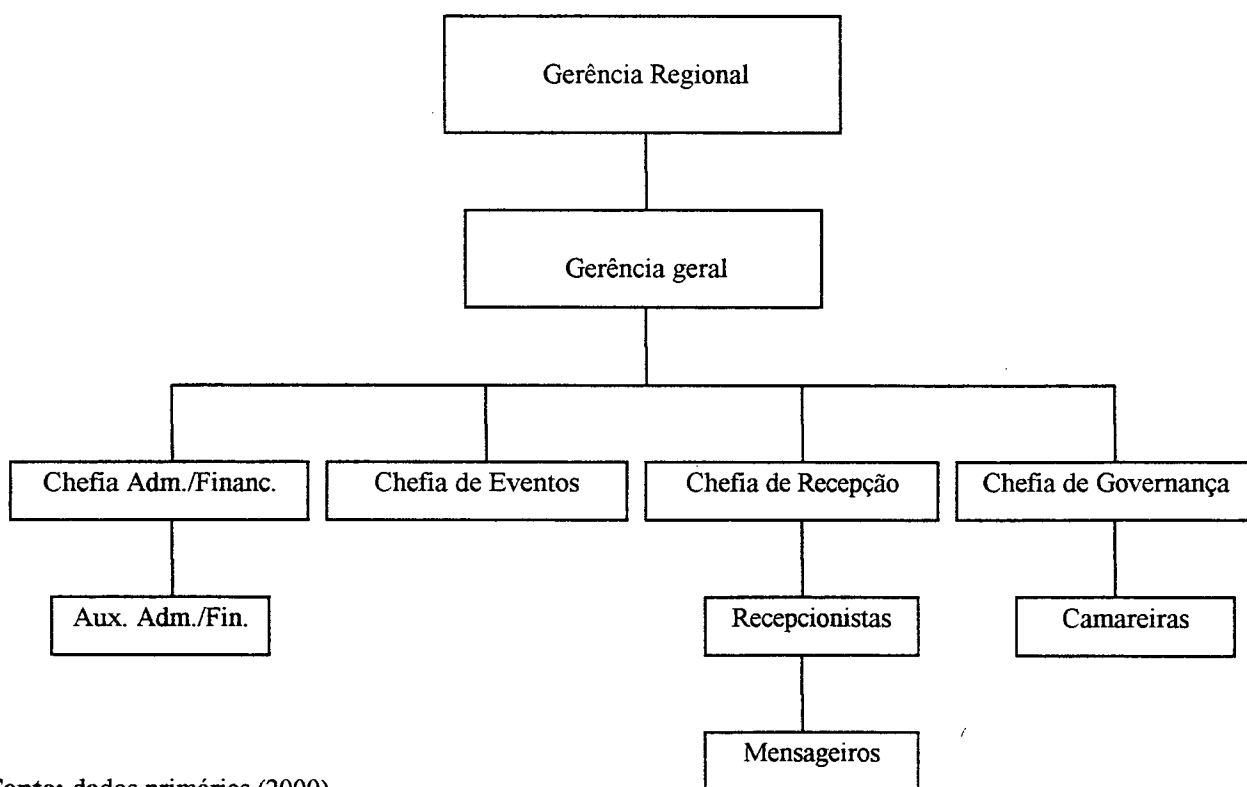 Gerência Regional
Gerência geral
Chefia Adm./Financ.
Chefia de Eventos
Chefia de Recepção
Chefia de Governança
Aux. Adm./Fin.
Recepcionistas
Camareiras
Mensageiros
Fonte: dados primários (2000)